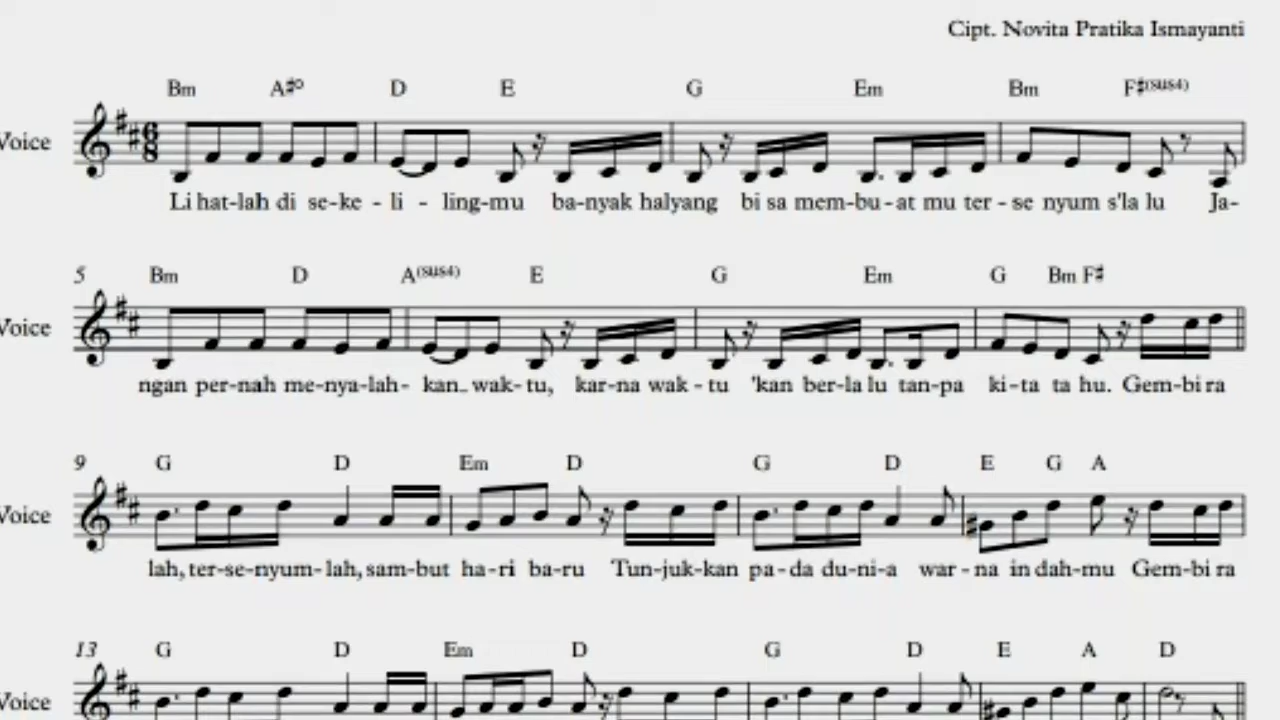 Cipt. Novita Pratika Ismayanti
Bm A♯° D E G Em Bm F♯(sus4)
Voice
6
8
Li hat-lah di se-ke - li - ling-mu ba-nyak halyang bi sa mem-bu-at mu ter-se nyum s'la lu Ja-
5 Bm D A(sus4) E G Em G Bm F♯
Voice
ngan per-nah me-nya-lah- kan_ wak-tu, kar-na wak-tu 'kan ber-la lu tan-pa ki-ta ta hu. Gem-bi ra
9 G D Em D G D E G A
Voice
lah, ter-se-nyum-lah, sam-but ha-ri ba-ru Tun-juk-kan pa-da du-ni-a war-na in dah-mu Gem-bi ra
13 G D Em D G D E A D
Voice